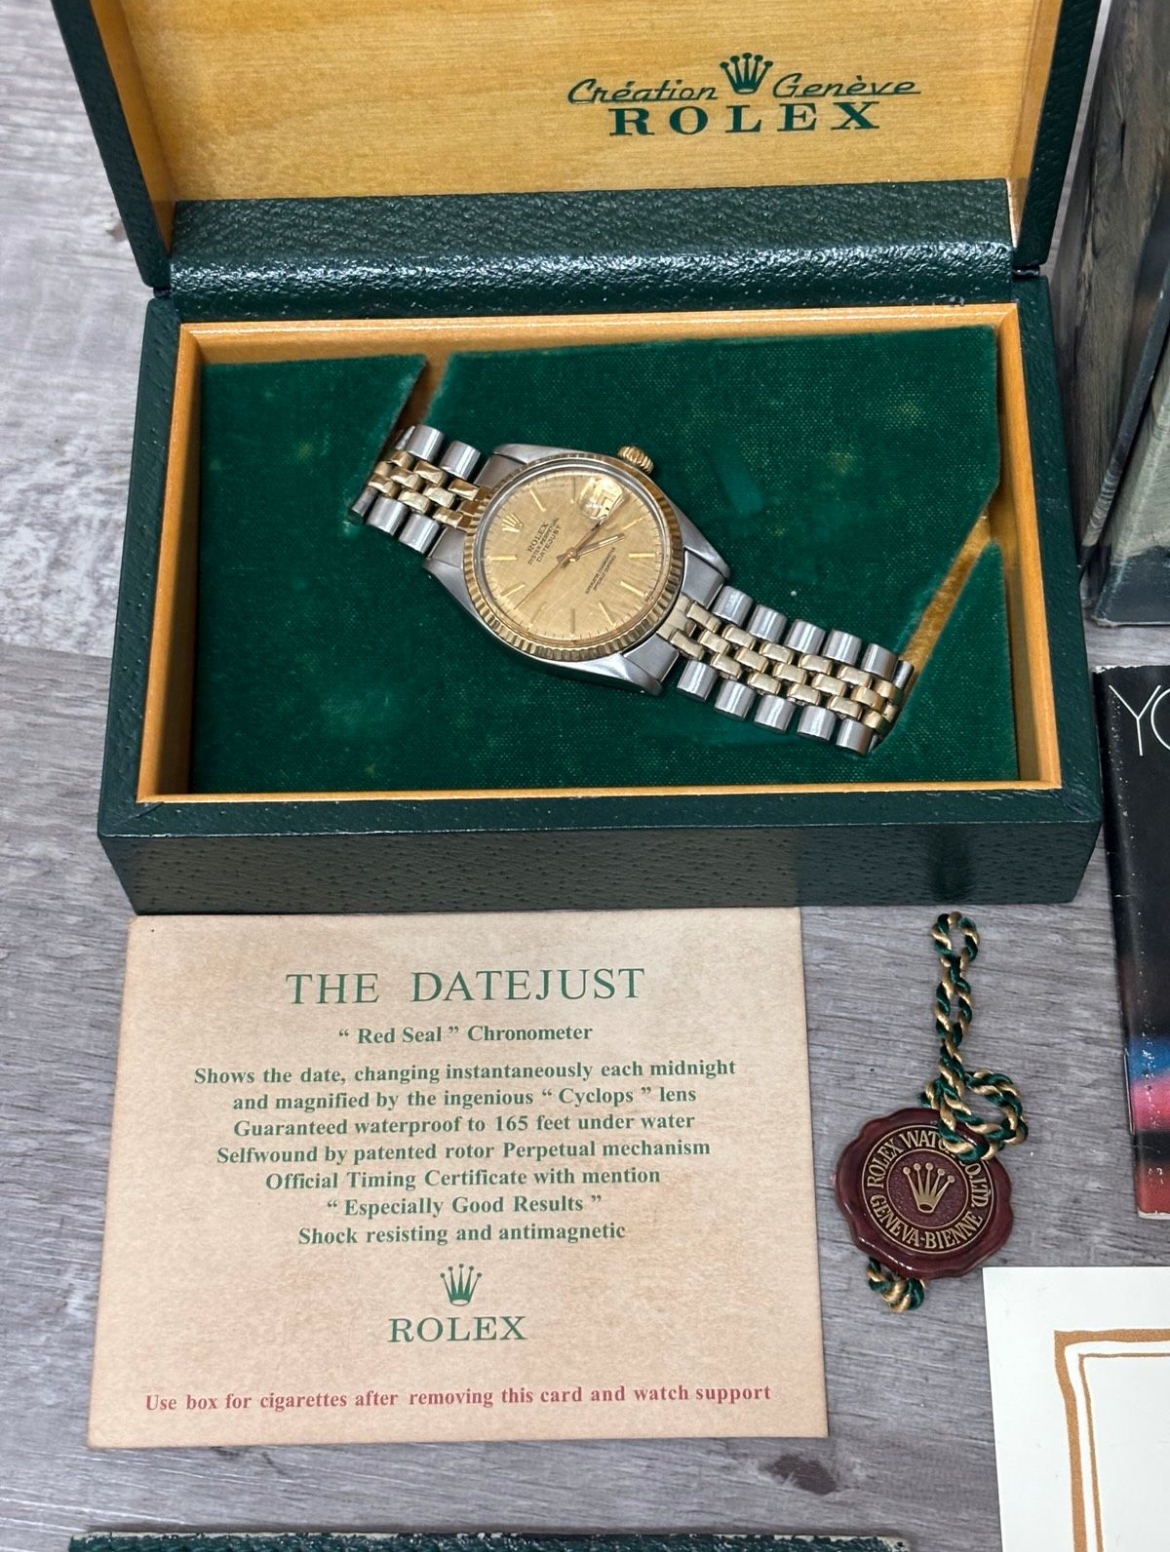 Création Genève
ROLEX
ROLEX
OYSTER PERPETUAL
DATEJUST
THE DATEJUST
“ Red Seal ” Chronometer
Shows the date, changing instantaneously each midnight
and magnified by the ingenious “ Cyclops ” lens
Guaranteed waterproof to 165 feet under water
Selfwound by patented rotor Perpetual mechanism
Official Timing Certificate with mention
“ Especially Good Results ”
Shock resisting and antimagnetic
ROLEX
Use box for cigarettes after removing this card and watch support
ROLEX WATCH CO. LTD.
GENEVA-BIENNE